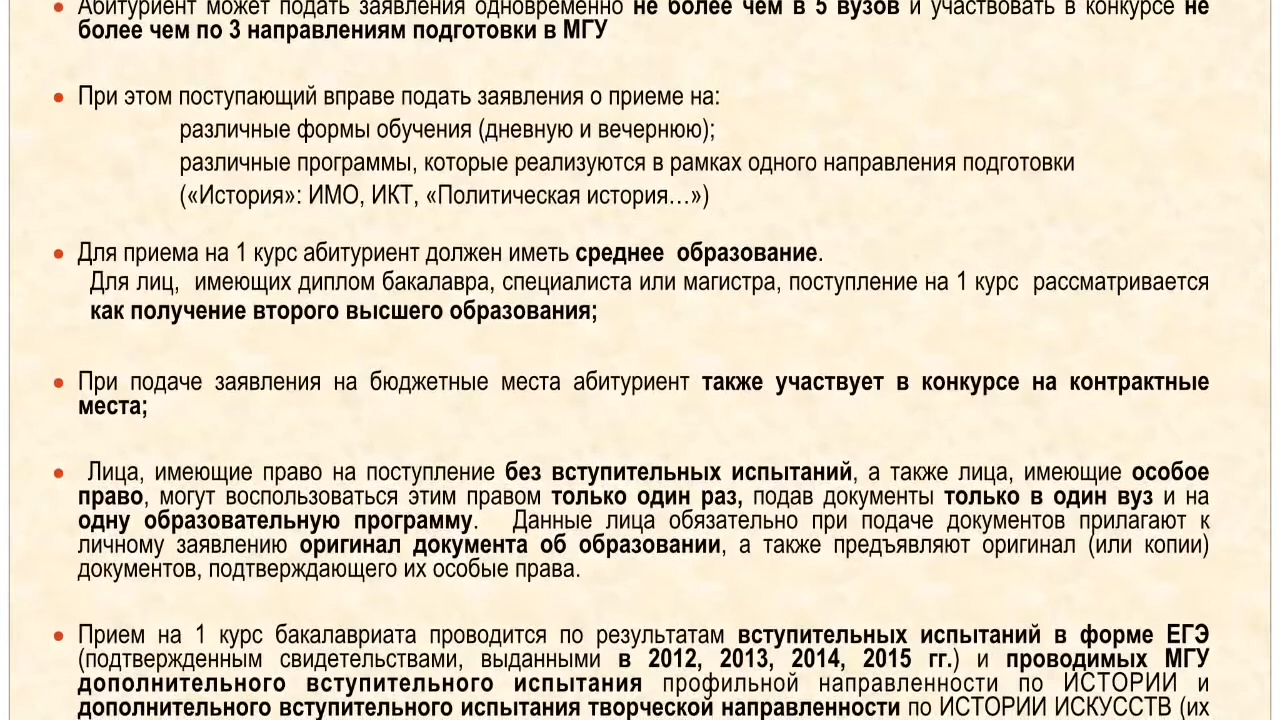 Абитуриент может подать заявления одновременно не более чем в 5 вузов и участвовать в конкурсе не
более чем по 3 направлениям подготовки в МГУ
При этом поступающий вправе подать заявления о приеме на:
различные формы обучения (дневную и вечернюю);
различные программы, которые реализуются в рамках одного направления подготовки
(«История»: ИМО, ИКТ, «Политическая история…»)
Для приема на 1 курс абитуриент должен иметь среднее образование.
Для лиц, имеющих диплом бакалавра, специалиста или магистра, поступление на 1 курс рассматривается
как получение второго высшего образования;
При подаче заявления на бюджетные места абитуриент также участвует в конкурсе на контрактные
места;
Лица, имеющие право на поступление без вступительных испытаний, а также лица, имеющие особое
право, могут воспользоваться этим правом только один раз, подав документы только в один вуз и на
одну образовательную программу. Данные лица обязательно при подаче документов прилагают к
личному заявлению оригинал документа об образовании, а также предъявляют оригинал (или копии)
документов, подтверждающего их особые права.
Прием на 1 курс бакалавриата проводится по результатам вступительных испытаний в форме ЕГЭ
(подтвержденным свидетельствами, выданными в 2012, 2013, 2014, 2015 гг.) и проводимых МГУ
дополнительного вступительного испытания профильной направленности по ИСТОРИИ и
дополнительного вступительного испытания творческой направленности по ИСТОРИИ ИСКУССТВ (их